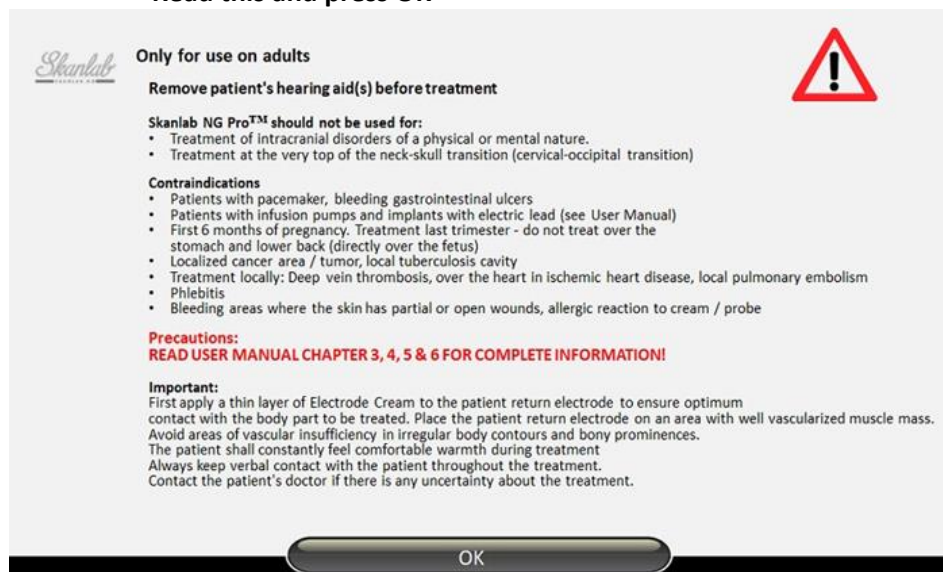 Read this and press OK
Skanlab
Only for use on adults
Remove patient's hearing aid(s) before treatment
Skanlab NG Pro™ should not be used for:
• Treatment of intracranial disorders of a physical or mental nature.
• Treatment at the very top of the neck-skull transition (cervical-occipital transition)
Contraindications
• Patients with pacemaker, bleeding gastrointestinal ulcers
• Patients with infusion pumps and implants with electric lead (see User Manual)
• First 6 months of pregnancy. Treatment last trimester - do not treat over the
stomach and lower back (directly over the fetus)
• Localized cancer area / tumor, local tuberculosis cavity
• Treatment locally: Deep vein thrombosis, over the heart in ischemic heart disease, local pulmonary embolism
• Phlebitis
• Bleeding areas where the skin has partial or open wounds, allergic reaction to cream / probe
Precautions:
READ USER MANUAL CHAPTER 3, 4, 5 & 6 FOR COMPLETE INFORMATION!
Important:
First apply a thin layer of Electrode Cream to the patient return electrode to ensure optimum
contact with the body part to be treated. Place the patient return electrode on an area with well vascularized muscle mass.
Avoid areas of vascular insufficiency in irregular body contours and bony prominences.
The patient shall constantly feel comfortable warmth during treatment
Always keep verbal contact with the patient throughout the treatment.
Contact the patient's doctor if there is any uncertainty about the treatment.
OK